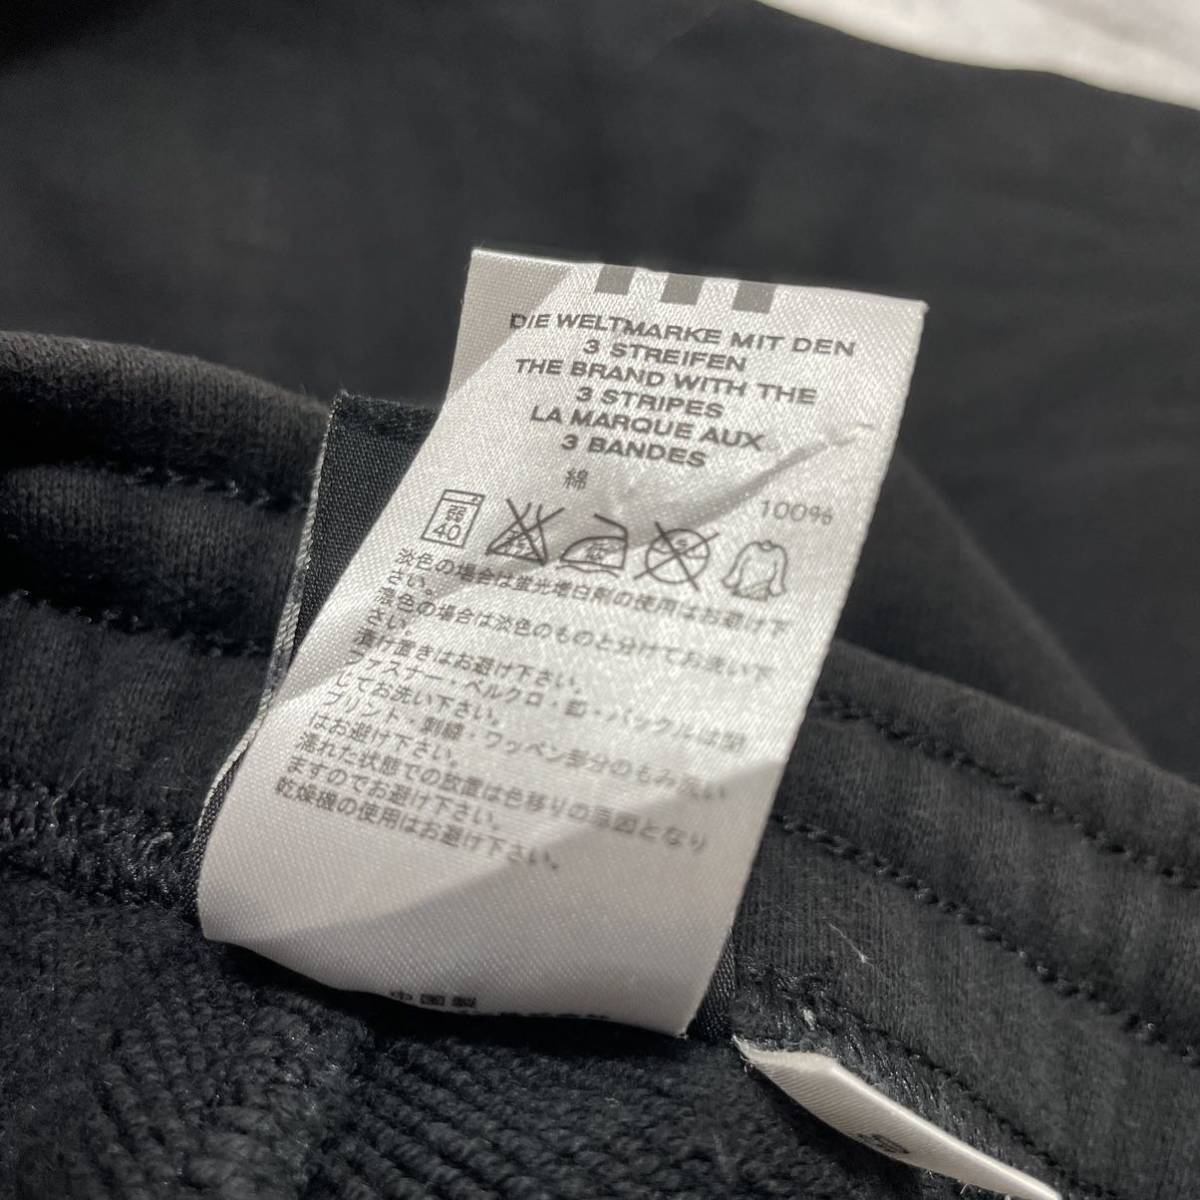 DIE WELTMARKE MIT DEN
3 STREIFEN
THE BRAND WITH THE
3 STRIPES
LA MARQUE AUX
3 BANDES
綿 100%
40 低
淡色の場合は蛍光増白剤の使用はお避け下
さい。
濃色の場合は淡色のものと分けてお洗い下
さい。
漬け置きはお避け下さい。
ファスナー・ベルクロ・釦・バックルは閉
じてお洗い下さい。
プリント・刺繍・ワッペン部分のもみ洗い
はお避け下さい。
濡れた状態での放置は色移りの原因となり
ますのでお避け下さい。
乾燥機の使用はお避け下さい。
中国製